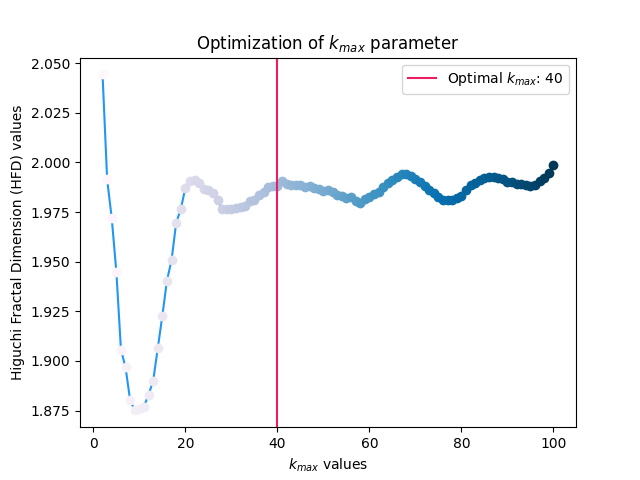 Optimization of k_max parameter
Optimal k_max: 40
Higuchi Fractal Dimension (HFD) values
2.050
2.025
2.000
1.975
1.950
1.925
1.900
1.875
0 20 40 60 80 100
k_max values